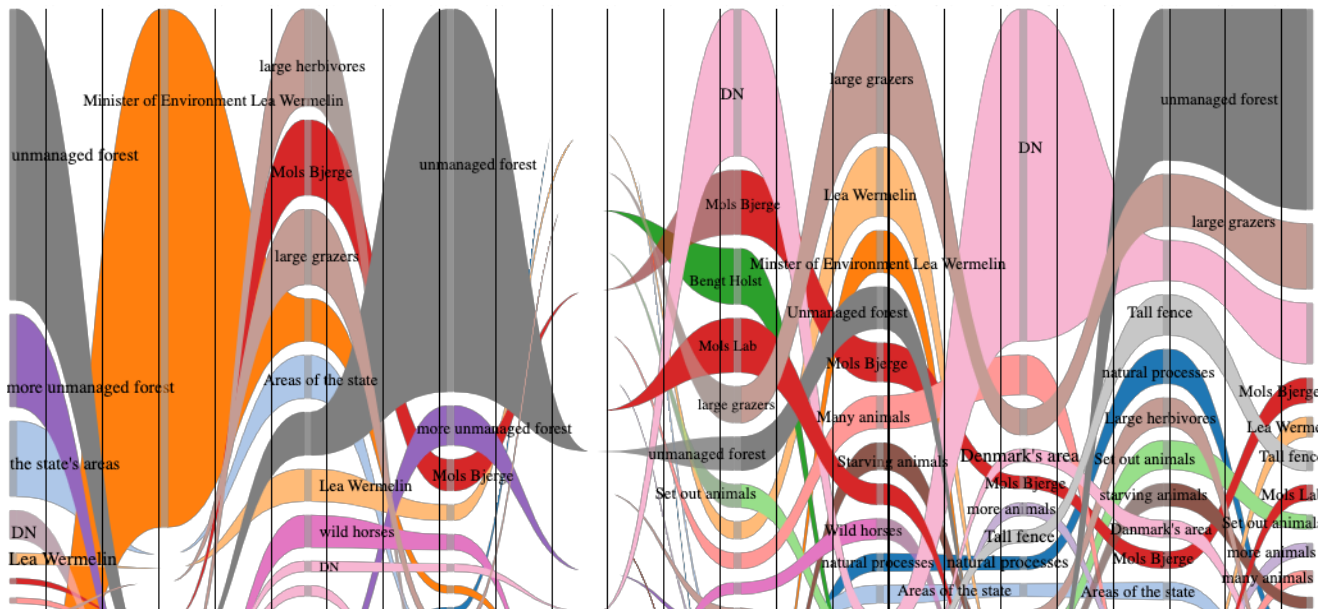 unmanaged forest
more unmanaged forest
the state's areas
DN
Lea Wermelin
Minister of Environment Lea Wermelin
large herbivores
Mols Bjerge
large grazers
Areas of the state
Lea Wermelin
wild horses
DN
unmanaged forest
more unmanaged forest
Mols Bjerge
DN
Mols Bjerge
Bengt Holst
Mols Lab
large grazers
unmanaged forest
Set out animals
large grazers
Lea Wermelin
Minster of Environment Lea Wermelin
Unmanaged forest
Mols Bjerge
Many animals
Starving animals
Wild horses
natural processes
Areas of the state
DN
Denmark's area
Mols Bjerge
more animals
Tall fence
natural processes
Areas of the state
unmanaged forest
large grazers
Tall fence
natural processes
Large herbivores
Set out animals
starving animals
Danmark's area
Mols Bjerge
Mols Bjerge
Lea Werme
Tall fence
Mols Lab
Set out animals
more animals
many animals